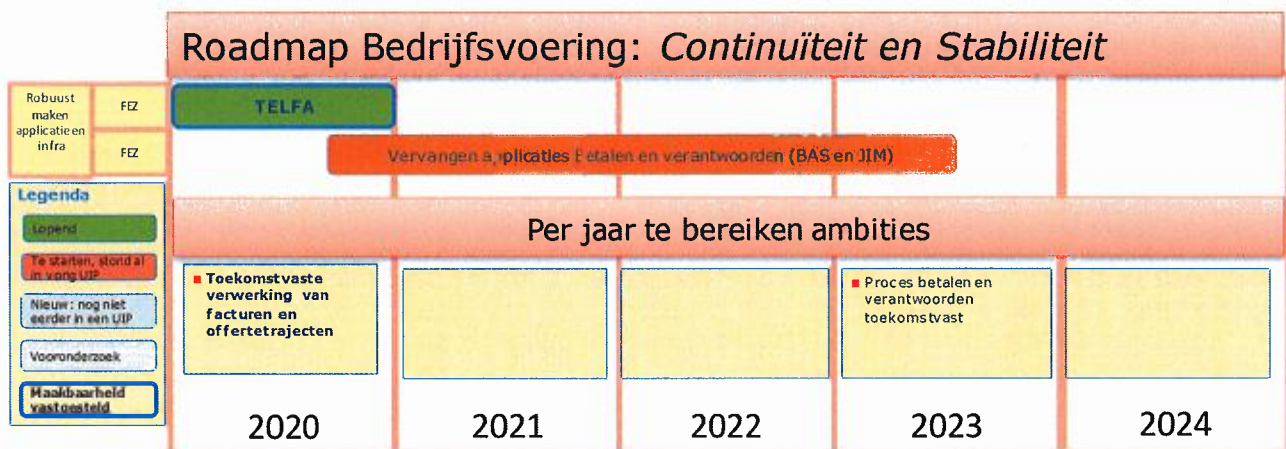 Roadmap Bedrijfsvoering: Continuïteit en Stabiliteit
Robuust
maken
applicatie en
infra
FEZ
FEZ
TELFA
Vervangen applicaties Betalen en verantwoorden (BAS en JIM)
Legenda
Lopend
Te starten, stond al
in vorig UIP
Nieuw: nog niet
eerder in een UIP
Vooronderzoek
Maakbaarheid
vastgesteld
Per jaar te bereiken ambities
Toekomstvaste
verwerking van
facturen en
offertetrajecten
Proces betalen en
verantwoorden
toekomstvast
2020
2021
2022
2023
2024